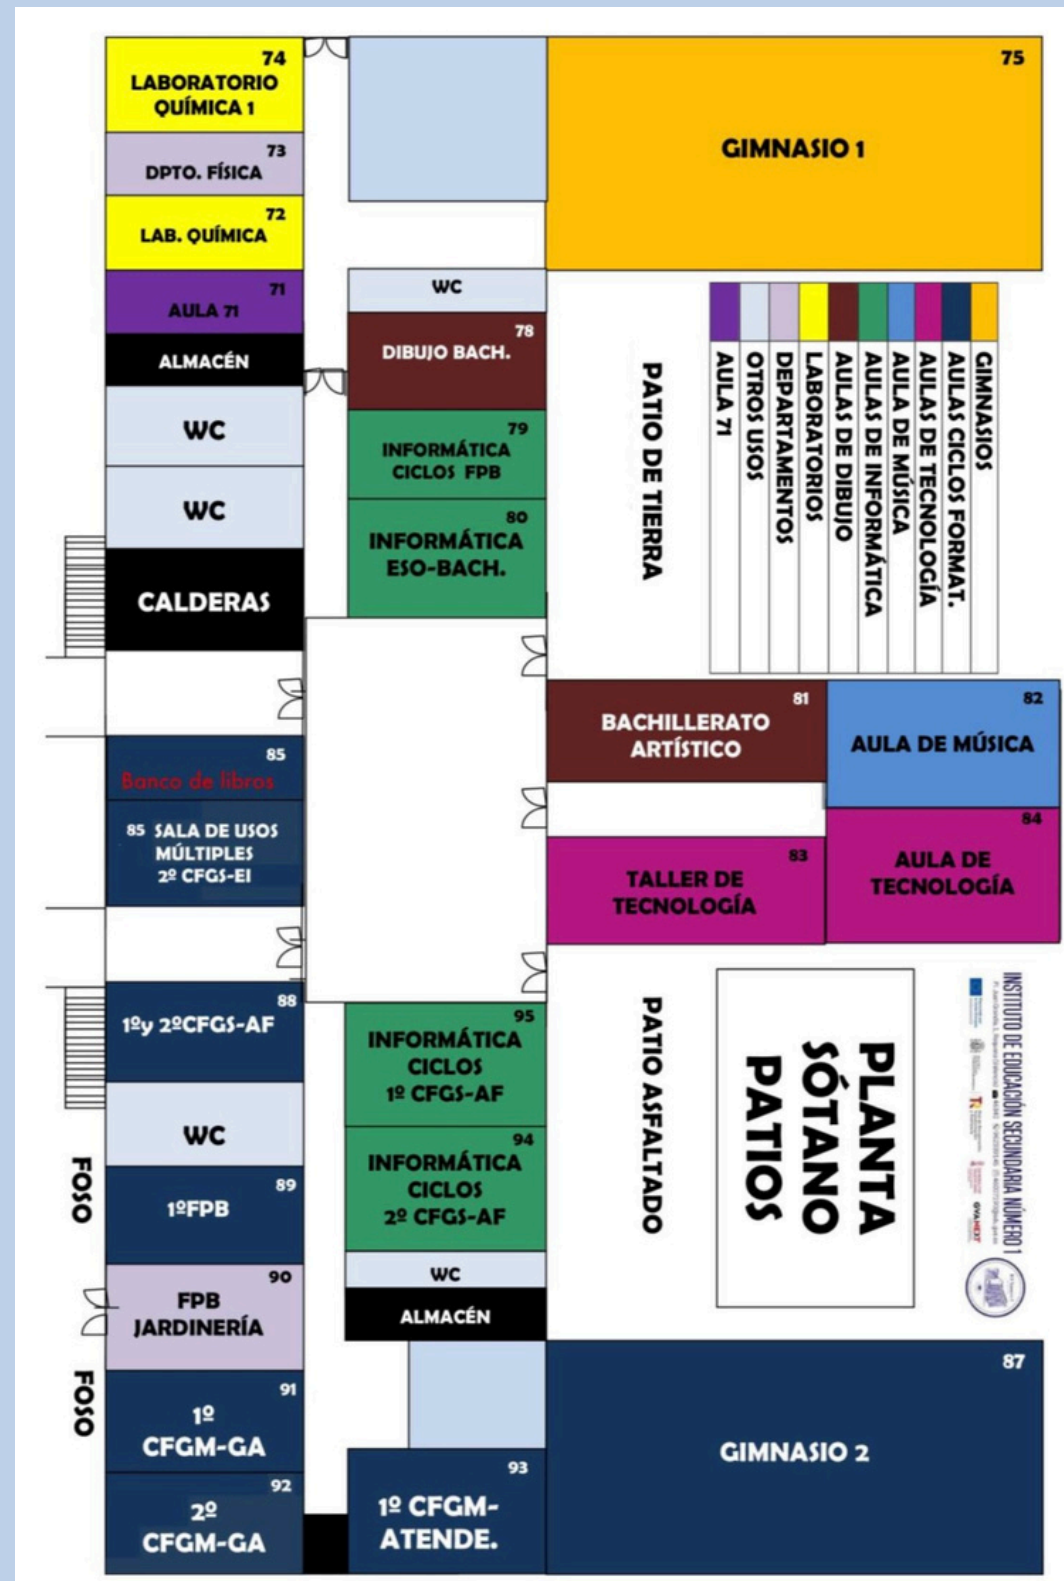 74
LABORATORIO
QUÍMICA 1
73
DPTO. FÍSICA
72
LAB. QUÍMICA
71
AULA 71
ALMACÉN
WC
WC
CALDERAS
85
Banco de libros
85 SALA DE USOS
MÚLTIPLES
2º CFGS-EI
88
1ºy 2ºCFGS-AF
WC
89
1ºFPB
90
FPB
JARDINERÍA
91
1º
CFGM-GA
92
2º
CFGM-GA
FOSO
FOSO
WC
78
DIBUJO BACH.
79
INFORMÁTICA
CICLOS FPB
80
INFORMÁTICA
ESO-BACH.
95
INFORMÁTICA
CICLOS
1º CFGS-AF
94
INFORMÁTICA
CICLOS
2º CFGS-AF
WC
ALMACÉN
93
1º CFGM-
ATENDE.
75
GIMNASIO 1
PATIO DE TIERRA
GIMNASIOS
AULAS CICLOS FORMAT.
AULAS DE TECNOLOGÍA
AULA DE MÚSICA
AULAS DE INFORMÁTICA
AULAS DE DIBUJO
LABORATORIOS
DEPARTAMENTOS
OTROS USOS
AULA 71
81
BACHILLERATO
ARTÍSTICO
82
AULA DE MÚSICA
83
TALLER DE
TECNOLOGÍA
84
AULA DE
TECNOLOGÍA
PATIO ASFALTADO
PLANTA
SÓTANO
PATIOS
INSTITUTO DE EDUCACIÓN SECUNDARIA NÚMERO 1
GVANEXT
87
GIMNASIO 2